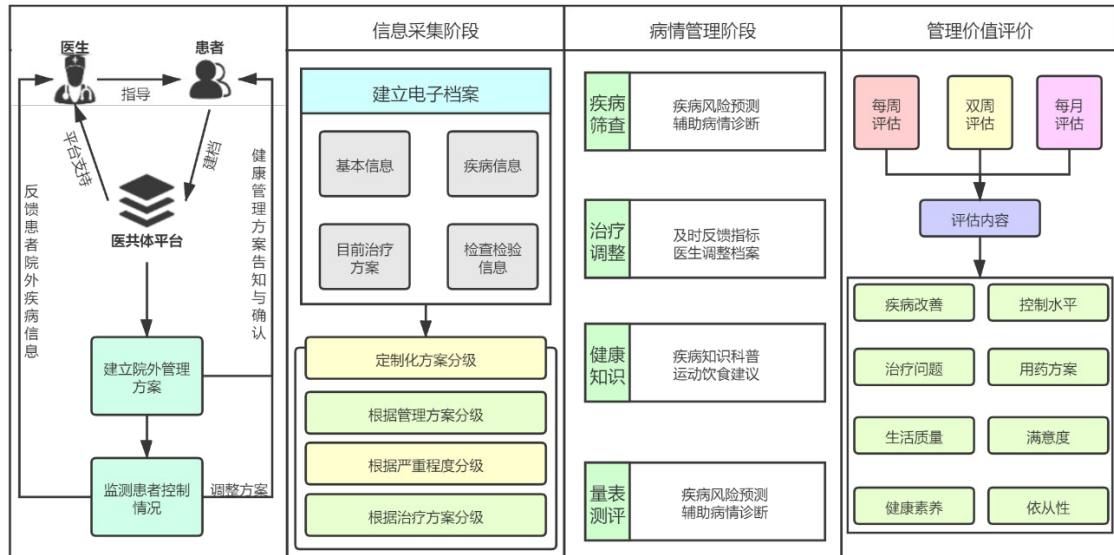 医生
患者
指导
平台支持
建档
医共体平台
反馈患者院外疾病信息
健康管理方案告知与确认
建立院外管理
方案
监测患者控制
情况
调整方案
信息采集阶段
建立电子档案
基本信息
疾病信息
目前治疗
方案
检查检验
信息
定制化方案分级
根据管理方案分级
根据严重程度分级
根据治疗方案分级
病情管理阶段
疾病
筛查
疾病风险预测
辅助病情诊断
治疗
调整
及时反馈指标
医生调整档案
健康
知识
疾病知识科普
运动饮食建议
量表
测评
疾病风险预测
辅助病情诊断
管理价值评价
每周
评估
双周
评估
每月
评估
评估内容
疾病改善
控制水平
治疗问题
用药方案
生活质量
满意度
健康素养
依从性